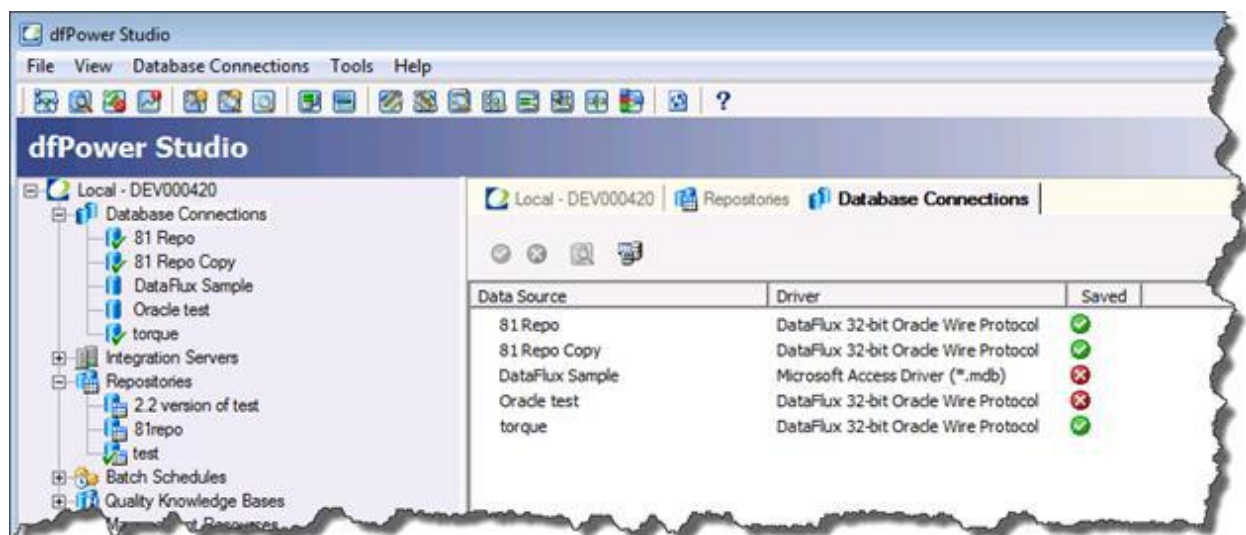 dfPower Studio
File View Database Connections Tools Help
?
dfPower Studio
Local - DEV000420
Database Connections
81 Repo
81 Repo Copy
DataFlux Sample
Oracle test
torque
Integration Servers
Repositories
2.2 version of test
81repo
test
Batch Schedules
Quality Knowledge Bases
Local - DEV000420 Repositories Database Connections
Data Source Driver Saved
81 Repo DataFlux 32-bit Oracle Wire Protocol
81 Repo Copy DataFlux 32-bit Oracle Wire Protocol
DataFlux Sample Microsoft Access Driver (*.mdb)
Oracle test DataFlux 32-bit Oracle Wire Protocol
torque DataFlux 32-bit Oracle Wire Protocol